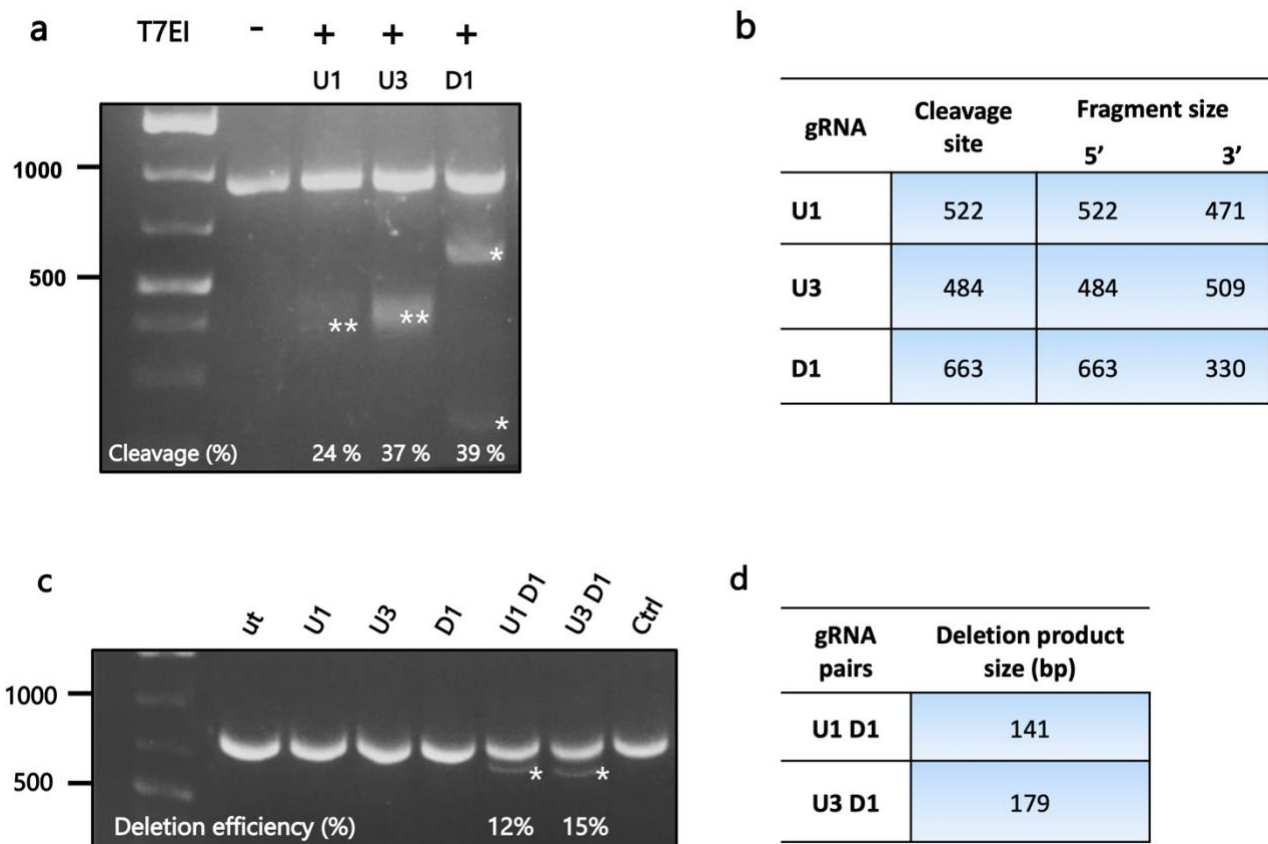 a
T7EI - + + +
U1 U3 D1
1000
500
** ** *
*
Cleavage (%) 24 % 37 % 39 %
b
gRNA Cleavage site Fragment size
5’ 3’
U1 522 522 471
U3 484 484 509
D1 663 663 330
c
ut U1 U3 D1 U1 D1 U3 D1 Ctrl
1000
500
* *
Deletion efficiency (%) 12% 15%
d
gRNA pairs Deletion product size (bp)
U1 D1 141
U3 D1 179